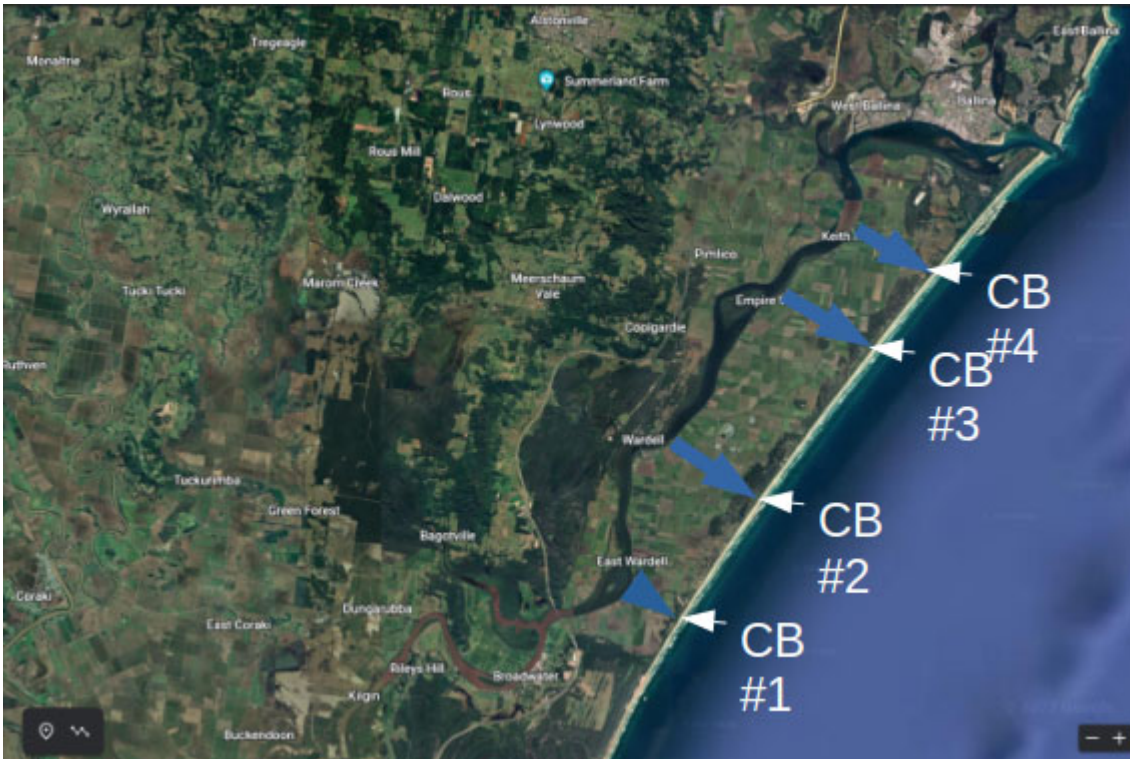 Alstonville
East Ballina
Tregeagle
Monaltrie
Summerland Farm
Rous
West Ballina
Ballina
Lynwood
Rous Mill
Dalwood
Wyrallah
Keith
Pimlico
Meerschaum
Vale
Marom Creek
Tucki Tucki
Empire
CB
#4
Coolgardie
Ruthven
CB
#3
Wardell
Tuckurimba
Green Forest
CB
#2
Bagotville
East Wardell
Coraki
Dungarubba
East Coraki
CB
#1
Rileys Hill
Broadwater
Kilgin
Buckendoon